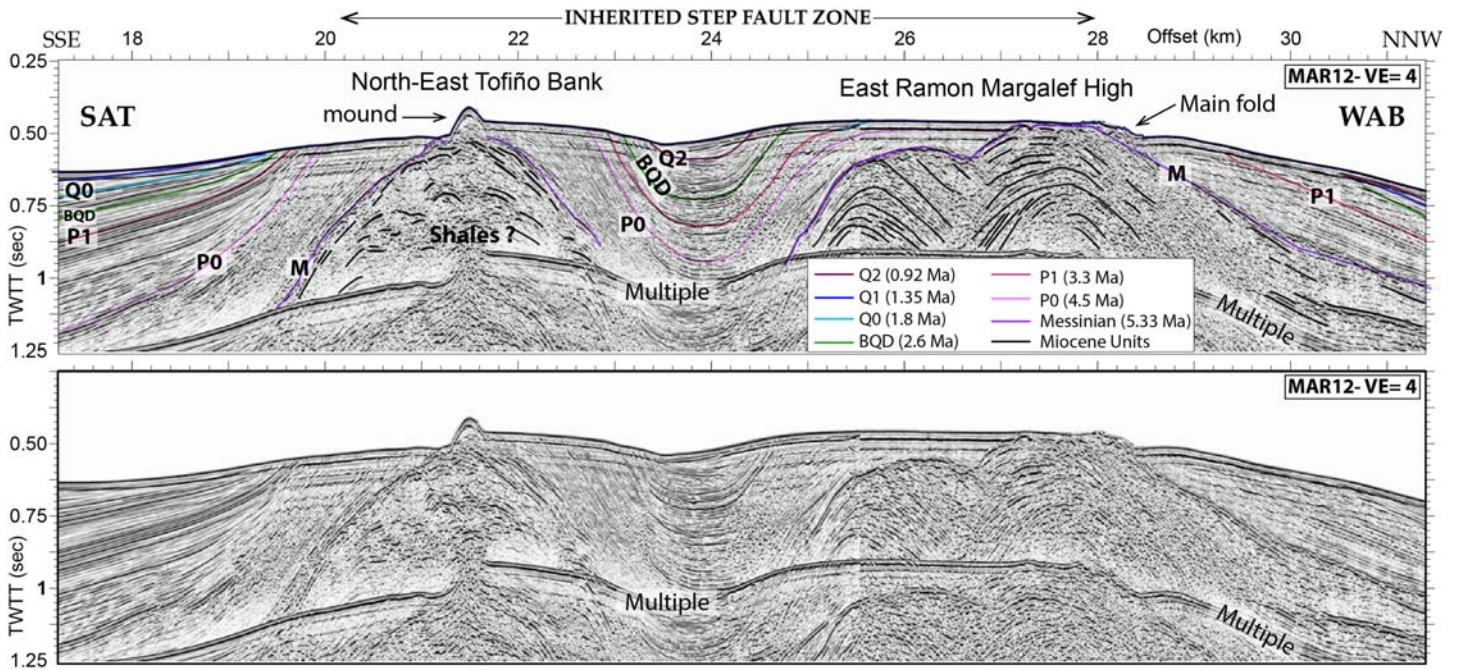 INHERITED STEP FAULT ZONE
SSE 18 20 22 24 26 28 Offset (km) 30 NNW
0.25
North-East Tofiño Bank
East Ramon Margalef High
MAR12- VE= 4
SAT
mound
Main fold
WAB
0.50
Q0
BQD
P1
P0
M
Shales ?
Q2
BQD
P0
M
P1
0.75
TWTT (sec)
1
Multiple
Multiple
1.25
Q2 (0.92 Ma)
Q1 (1.35 Ma)
Q0 (1.8 Ma)
BQD (2.6 Ma)
P1 (3.3 Ma)
P0 (4.5 Ma)
Messinian (5.33 Ma)
Miocene Units
MAR12- VE= 4
0.50
0.75
TWTT (sec)
1
Multiple
Multiple
1.25